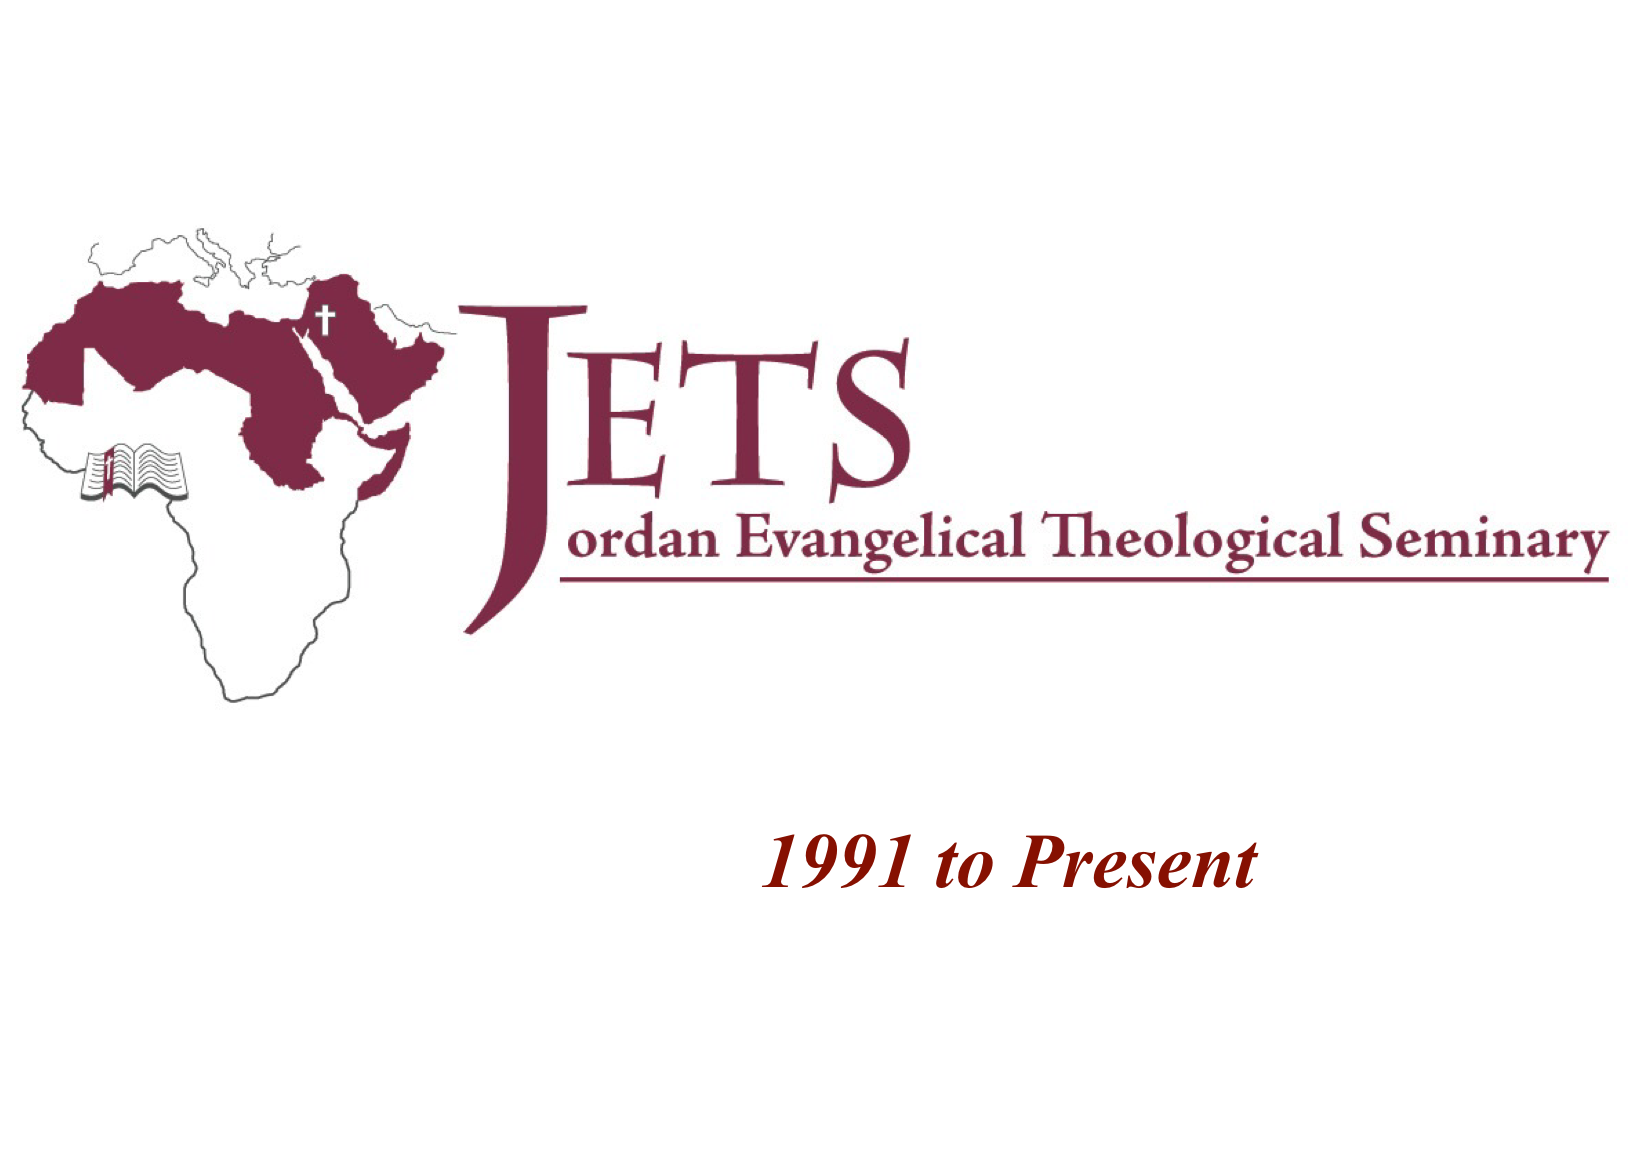 JETS
Jordan Evangelical Theological Seminary
1991 to Present